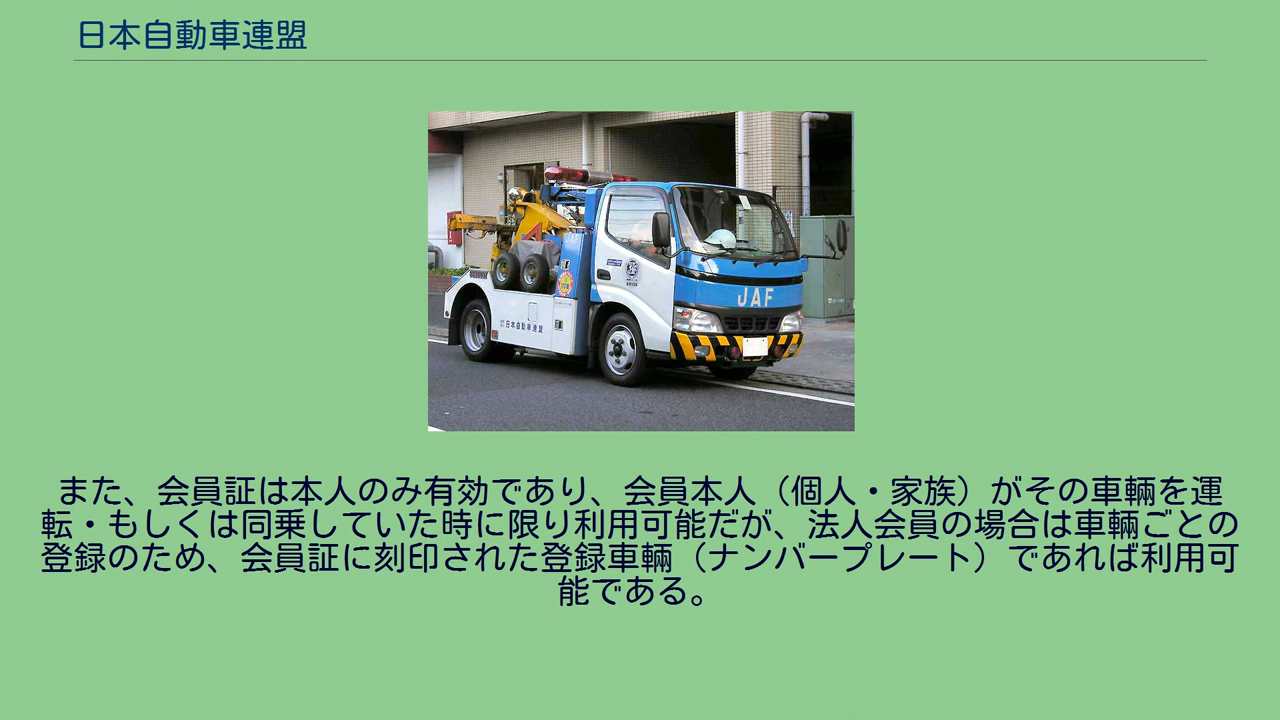 日本自動車連盟
JAF
日本自動車連盟
また、会員証は本人のみ有効であり、会員本人（個人・家族）がその車輛を運
転・もしくは同乗していた時に限り利用可能だが、法人会員の場合は車輛ごとの
登録のため、会員証に刻印された登録車輛（ナンバープレート）であれば利用可
能である。